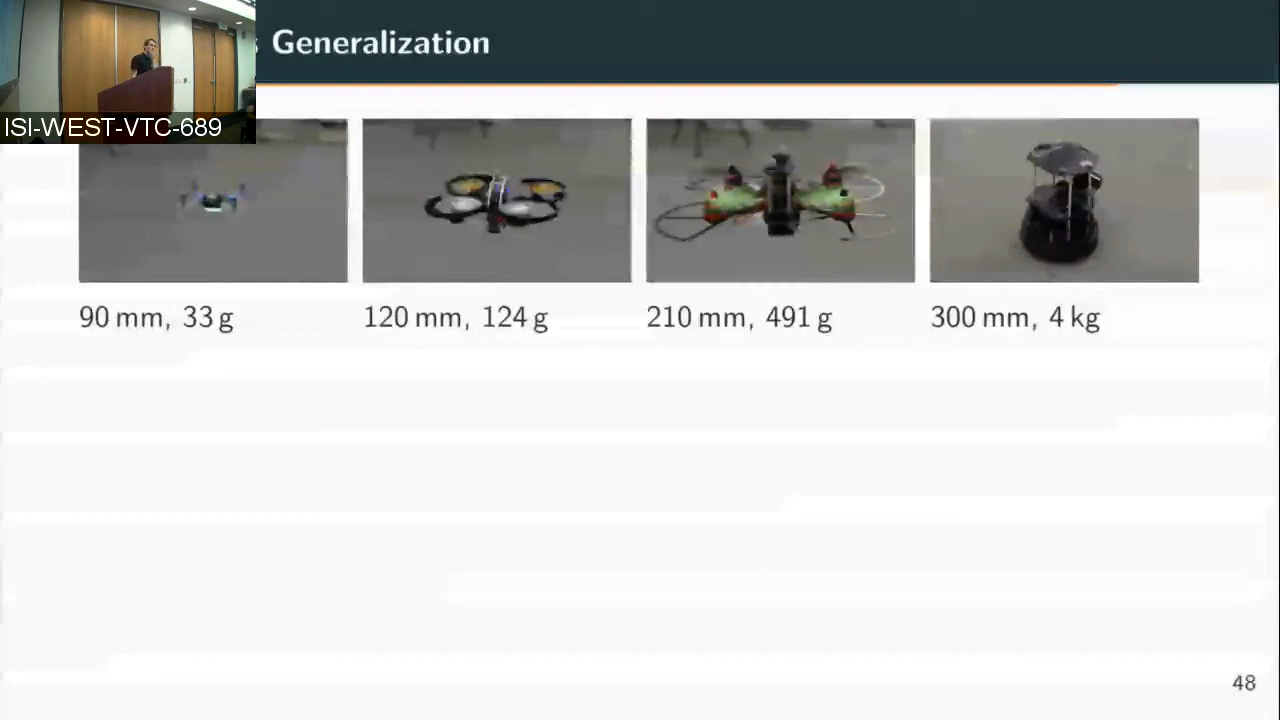 Generalization
ISI-WEST-VTC-689
90 mm, 33 g
120 mm, 124 g
210 mm, 491 g
300 mm, 4 kg
48